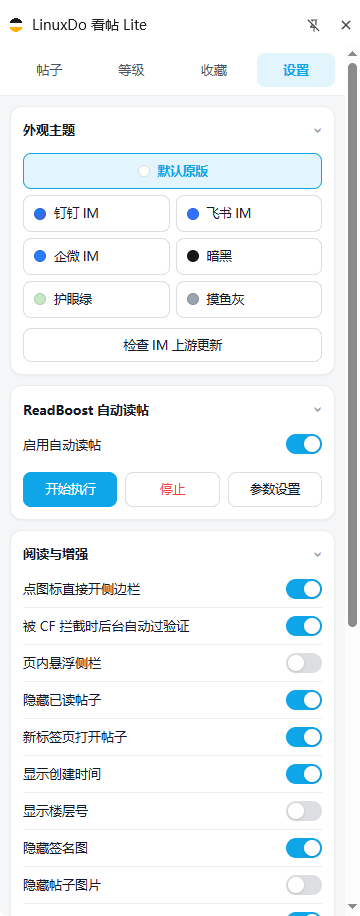 LinuxDo 看帖 Lite
帖子 等级 收藏 设置
外观主题
默认原版
钉钉 IM 飞书 IM
企微 IM 暗黑
护眼绿 摸鱼灰
检查 IM 上游更新
ReadBoost 自动读帖
启用自动读帖
开始执行 停止 参数设置
阅读与增强
点图标直接开侧边栏
被 CF 拦截时后台自动过验证
页内悬浮侧栏
隐藏已读帖子
新标签页打开帖子
显示创建时间
显示楼层号
隐藏签名图
隐藏帖子图片